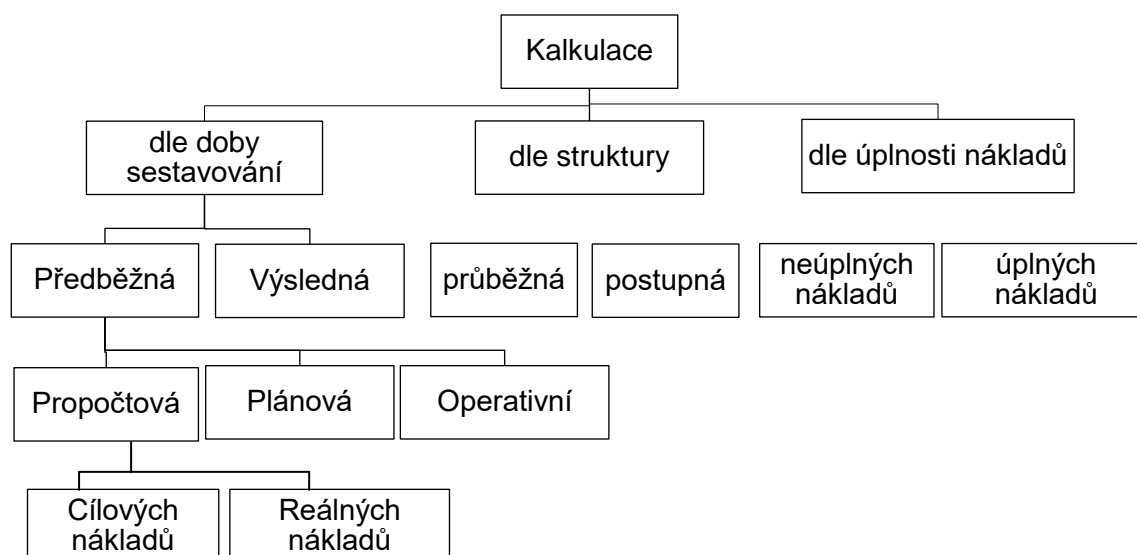 Kalkulace
dle doby
sestavování
dle struktury
dle úplnosti nákladů
Předběžná
Výsledná
průběžná
postupná
neúplných
nákladů
úplných
nákladů
Propočtová
Plánová
Operativní
Cílových
nákladů
Reálných
nákladů